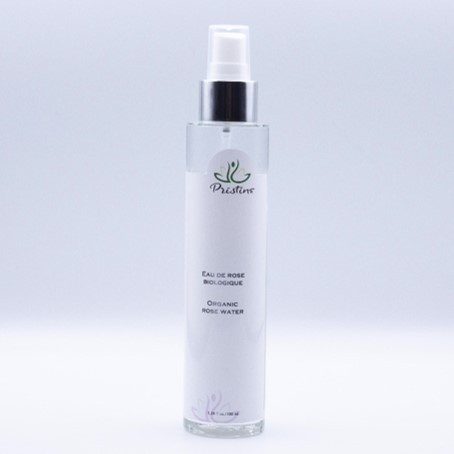 Pristine
EAU DE ROSE
BIOLOGIQUE
ORGANIC
ROSE WATER